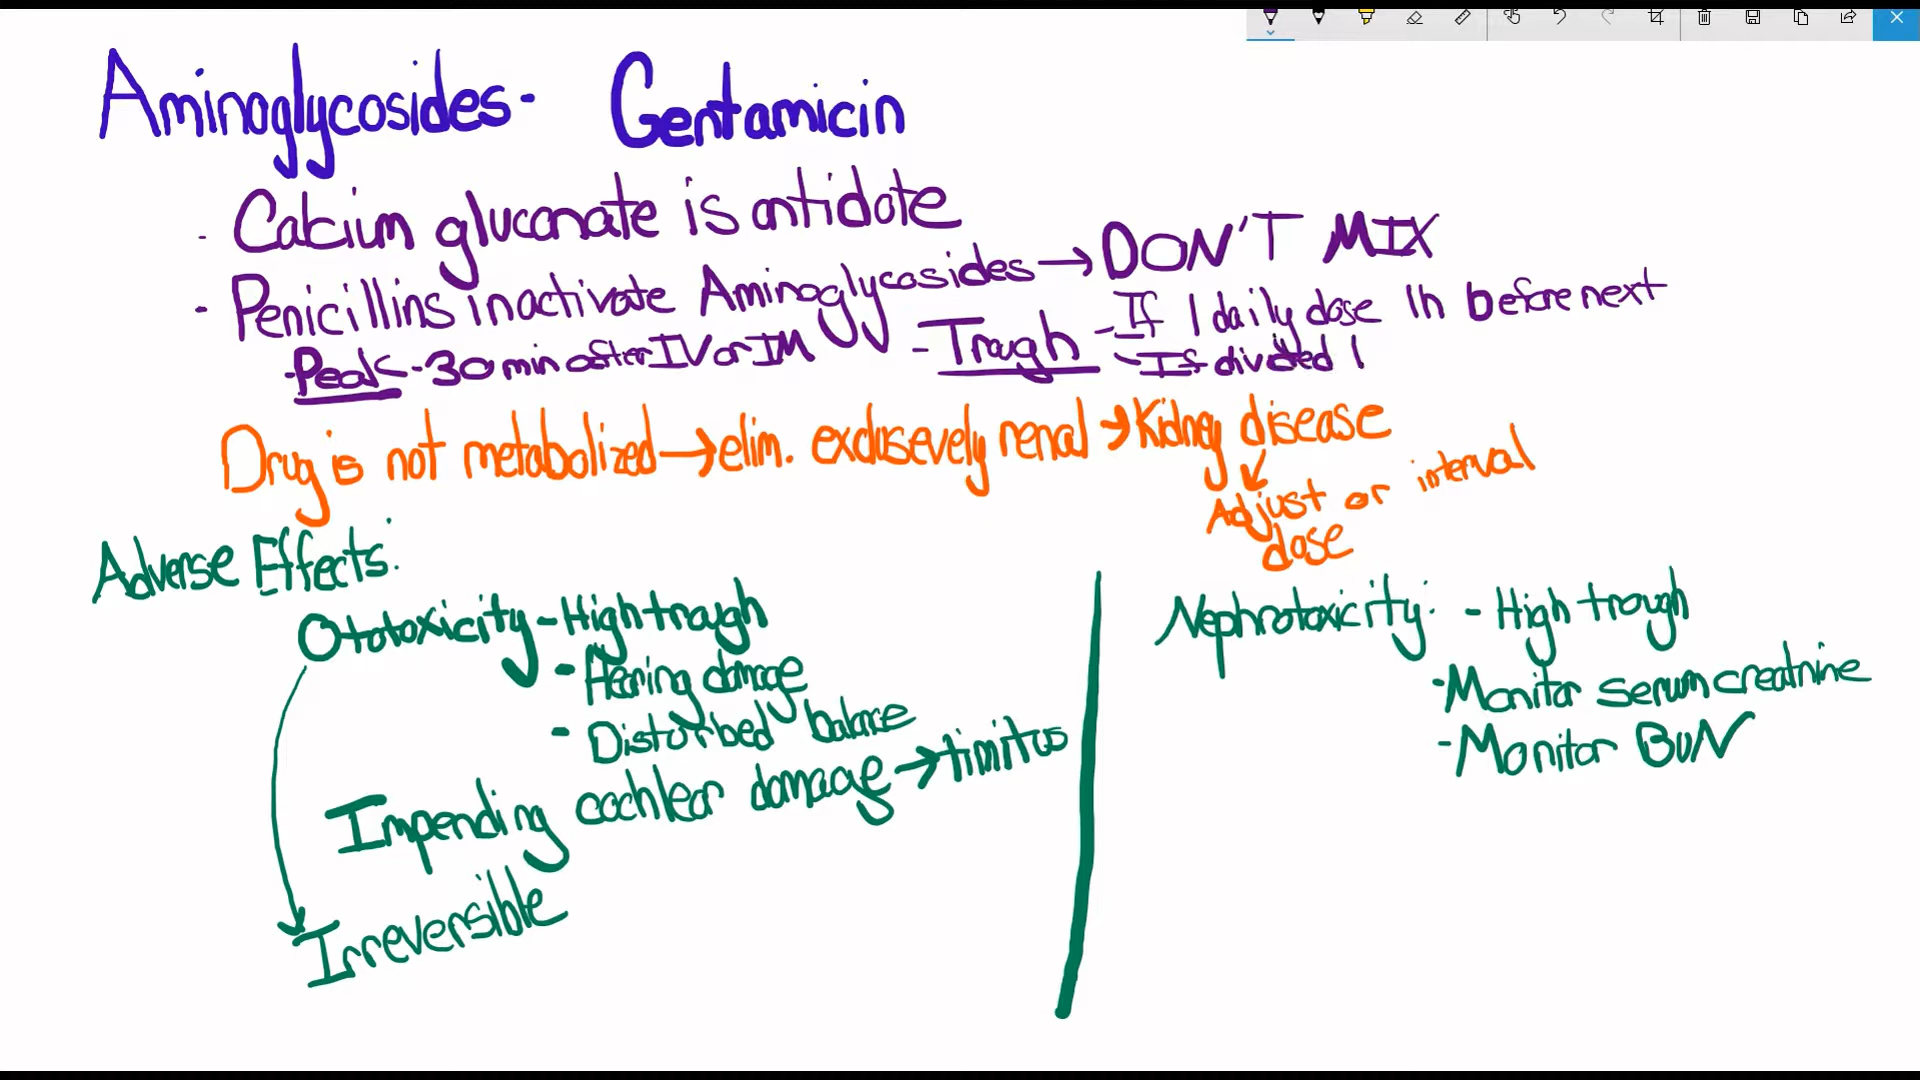 Aminoglycosides- Gentamicin
· Calcium gluconate is antidote
· Penicillins inactivate Aminoglycosides → DON'T MIX
- Peak - 30 min after IV or IM
- Trough - If 1 daily dose 1h before next
- If divided 1
Drug is not metabolized → elim. exclusevely renal → Kidney disease
Adjust or interval
dose
Adverse Effects:
Ototoxicity - High trough
- Hearing damage
- Disturbed balance
Impending cochlear damage → tinnitus
Irreversible
Nephrotoxicity: - High trough
- Monitor serum creatnine
- Monitor BUN